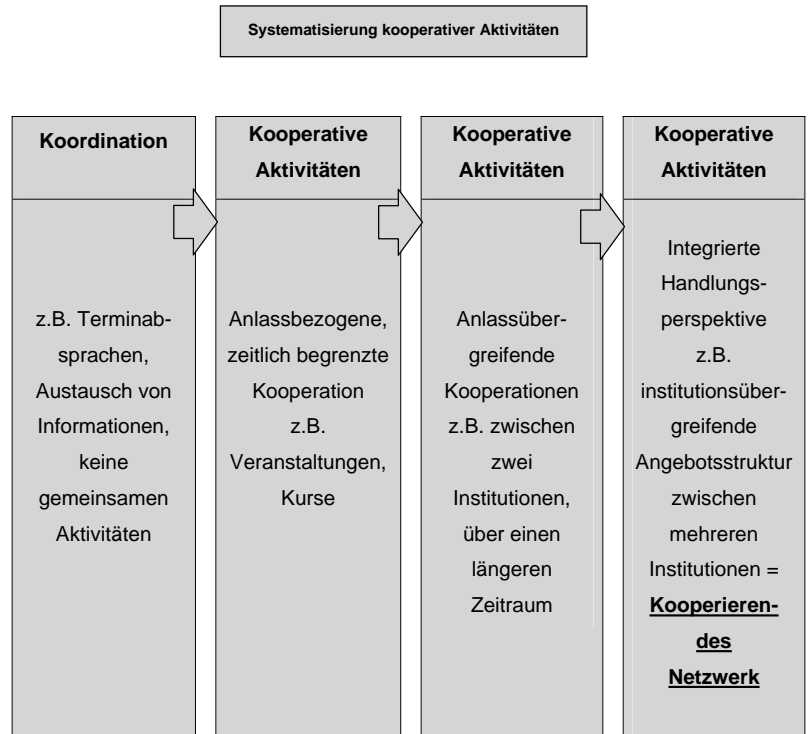 Systematisierung kooperativer Aktivitäten
Koordination
z.B. Terminab-
sprachen,
Austausch von
Informationen,
keine
gemeinsamen
Aktivitäten
Kooperative
Aktivitäten
Anlassbezogene,
zeitlich begrenzte
Kooperation
z.B.
Veranstaltungen,
Kurse
Kooperative
Aktivitäten
Anlassüber-
greifende
Kooperationen
z.B. zwischen
zwei
Institutionen,
über einen
längeren
Zeitraum
Kooperative
Aktivitäten
Integrierte
Handlungs-
perspektive
z.B.
institutionsüber-
greifende
Angebotsstruktur
zwischen
mehreren
Institutionen =
Kooperieren-
des
Netzwerk